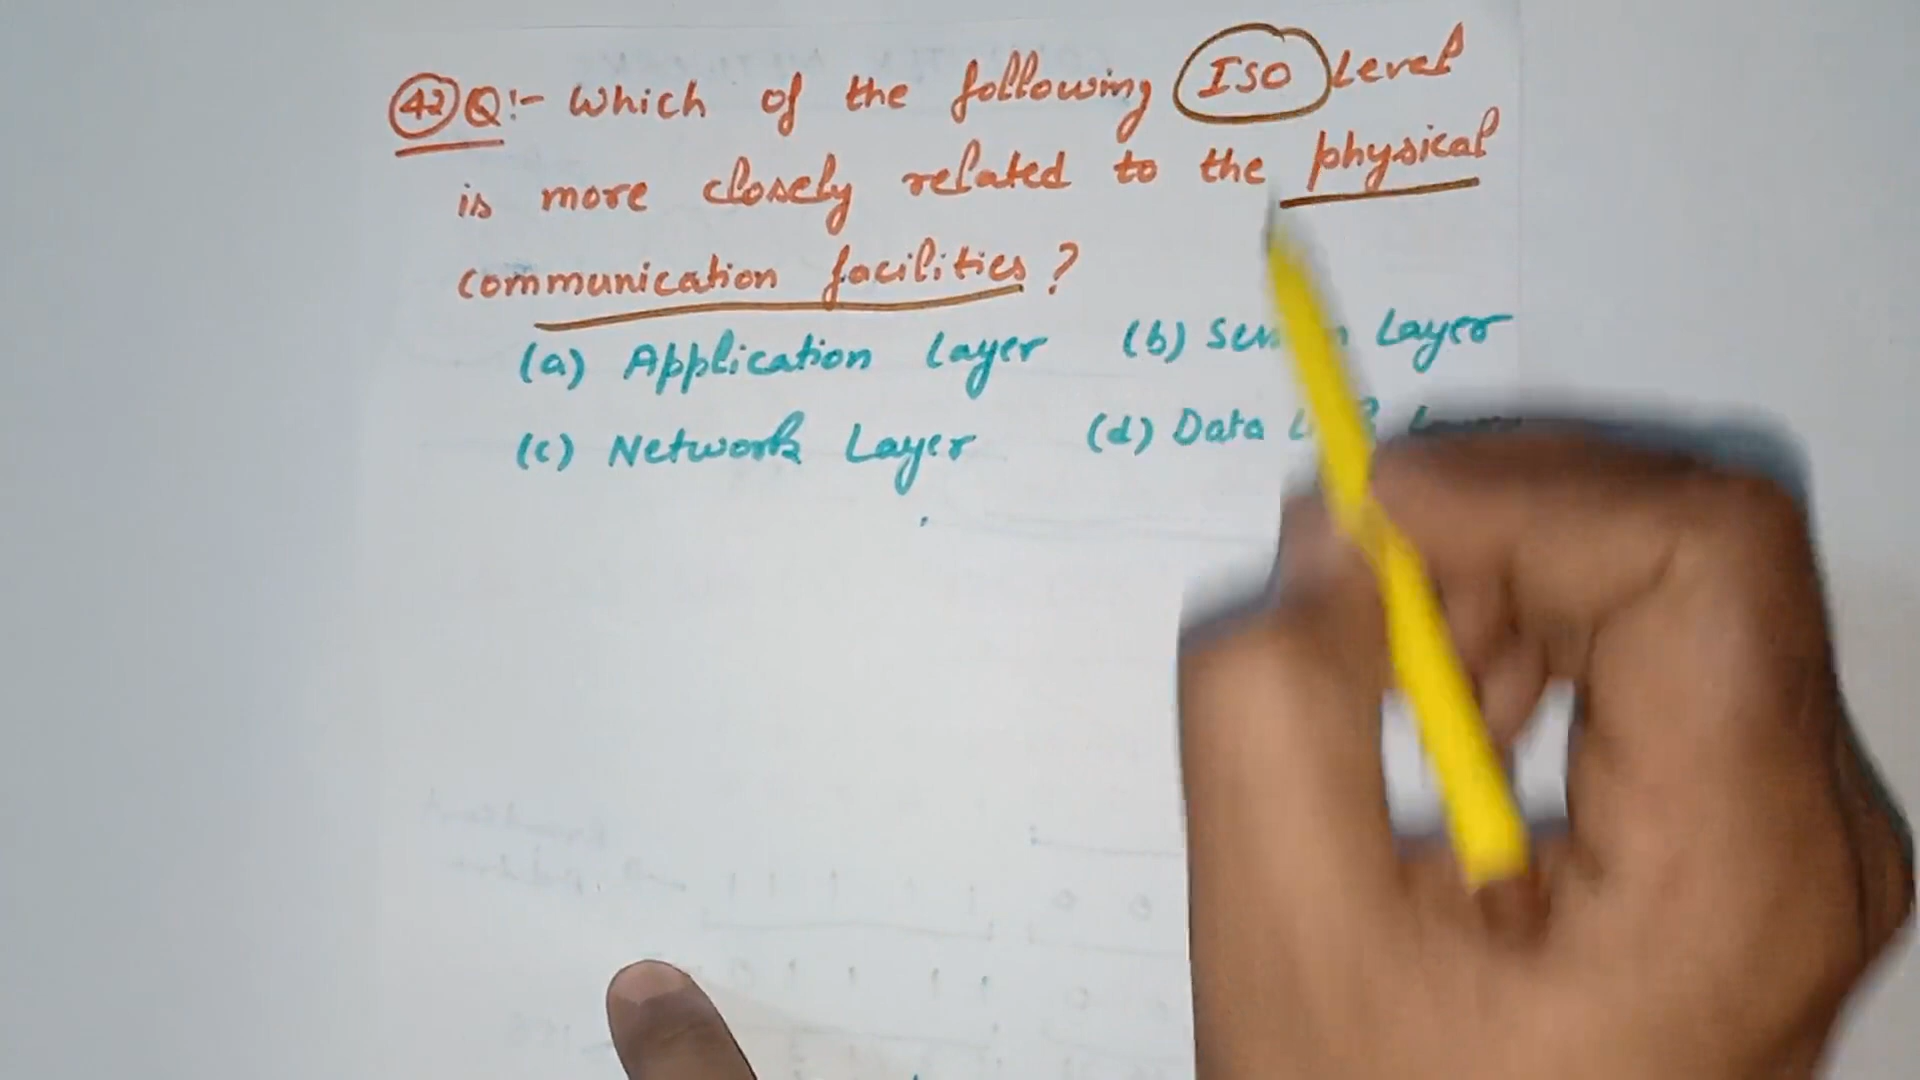 42 Q:- Which of the following ISO Level
is more closely related to the physical
communication facilities?
(a) Application Layer (b) Layer
(c) Network Layer (d) Data